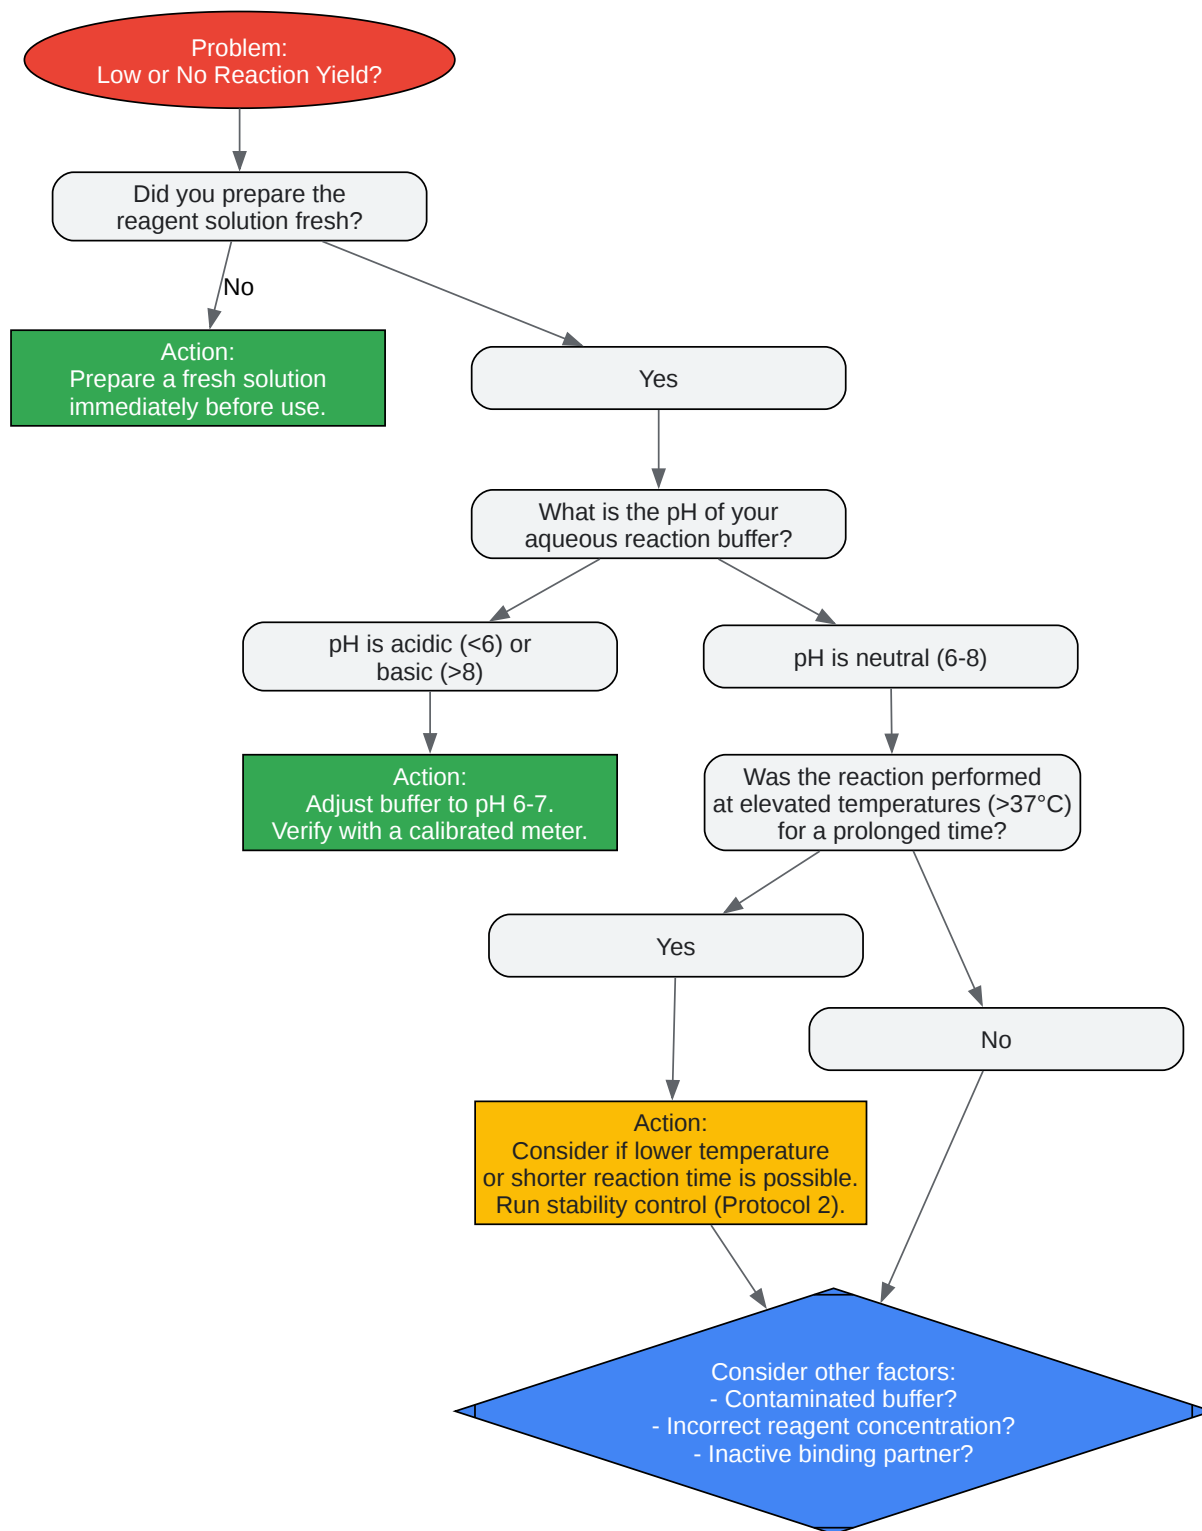 Problem:
Low or No Reaction Yield?
Did you prepare the
reagent solution fresh?
No
Action:
Prepare a fresh solution
immediately before use.
Yes
What is the pH of your
aqueous reaction buffer?
pH is acidic (<6) or
basic (>8)
pH is neutral (6-8)
Action:
Adjust buffer to pH 6-7.
Verify with a calibrated meter.
Was the reaction performed
at elevated temperatures (>37°C)
for a prolonged time?
Yes
No
Action:
Consider if lower temperature
or shorter reaction time is possible.
Run stability control (Protocol 2).
Consider other factors:
- Contaminated buffer?
- Incorrect reagent concentration?
- Inactive binding partner?